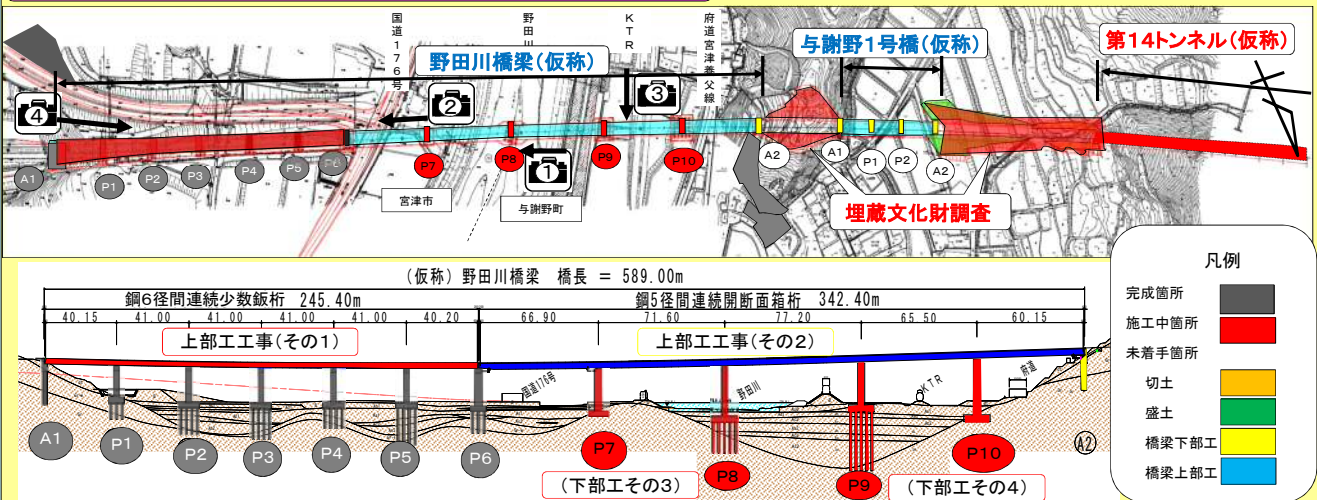 国道176号
野田川
KTR
府道宮津養父線
野田川橋梁(仮称)
与謝野1号橋(仮称)
第14トンネル(仮称)
④
②
③
①
A1
P1
P2
P3
P4
P5
P6
P7
P8
P9
P10
A2
A1
P1
P2
A2
宮津市
与謝野町
埋蔵文化財調査
(仮称) 野田川橋梁 橋長 = 589.00m
鋼6径間連続少数鈑桁 245.40m
鋼5径間連続開断面箱桁 342.40m
40.15 41.00 41.00 41.00 41.00 40.20 66.90 71.60 77.20 65.50 60.15
上部工工事(その1)
上部工工事(その2)
国道176号
野田川
KTR
府道
A1
P1
P2
P3
P4
P5
P6
P7
P8
P9
P10
A2
(下部工その3)
(下部工その4)
凡例
完成箇所
施工中箇所
未着手箇所
切土
盛土
橋梁下部工
橋梁上部工